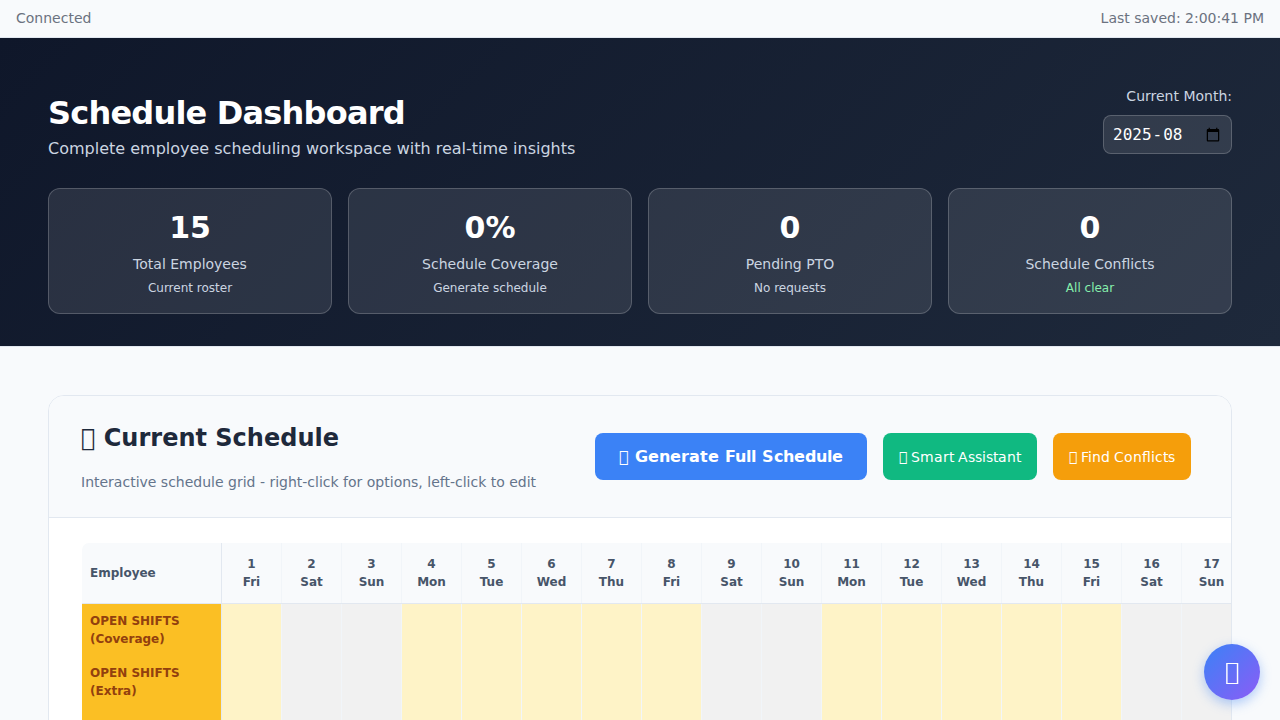 Connected
Last saved: 2:00:41 PM
Schedule Dashboard
Complete employee scheduling workspace with real-time insights
Current Month:
2025-08
15
Total Employees
Current roster
0%
Schedule Coverage
Generate schedule
0
Pending PTO
No requests
0
Schedule Conflicts
All clear
Current Schedule
Interactive schedule grid - right-click for options, left-click to edit
Generate Full Schedule
Smart Assistant
Find Conflicts
Employee
1 2 3 4 5 6 7 8 9 10 11 12 13 14 15 16 17
Fri Sat Sun Mon Tue Wed Thu Fri Sat Sun Mon Tue Wed Thu Fri Sat Sun
OPEN SHIFTS
(Coverage)
OPEN SHIFTS
(Extra)